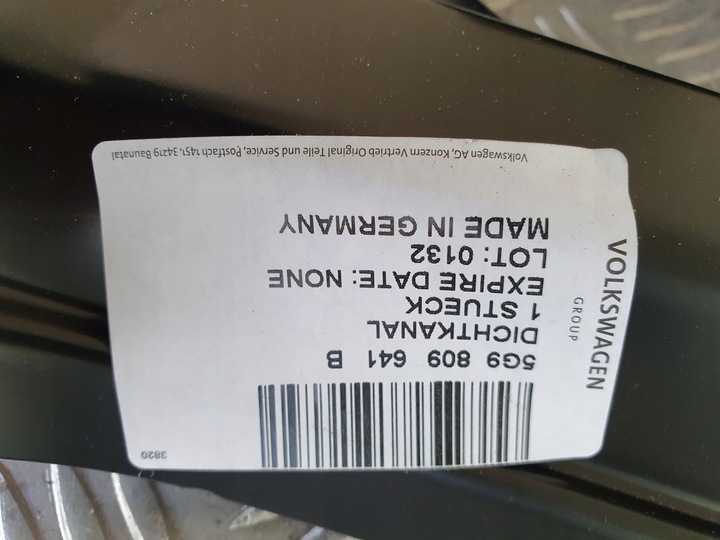 5G9 809 641 B
DICHTKANAL
1 STUECK
EXPIRE DATE: NONE
LOT: 0132
MADE IN GERMANY
Volkswagen AG, Konzern Vertrieb Original Teile und Service, Postfach 1451, 34219 Baunatal
VOLKSWAGEN
GROUP
3820